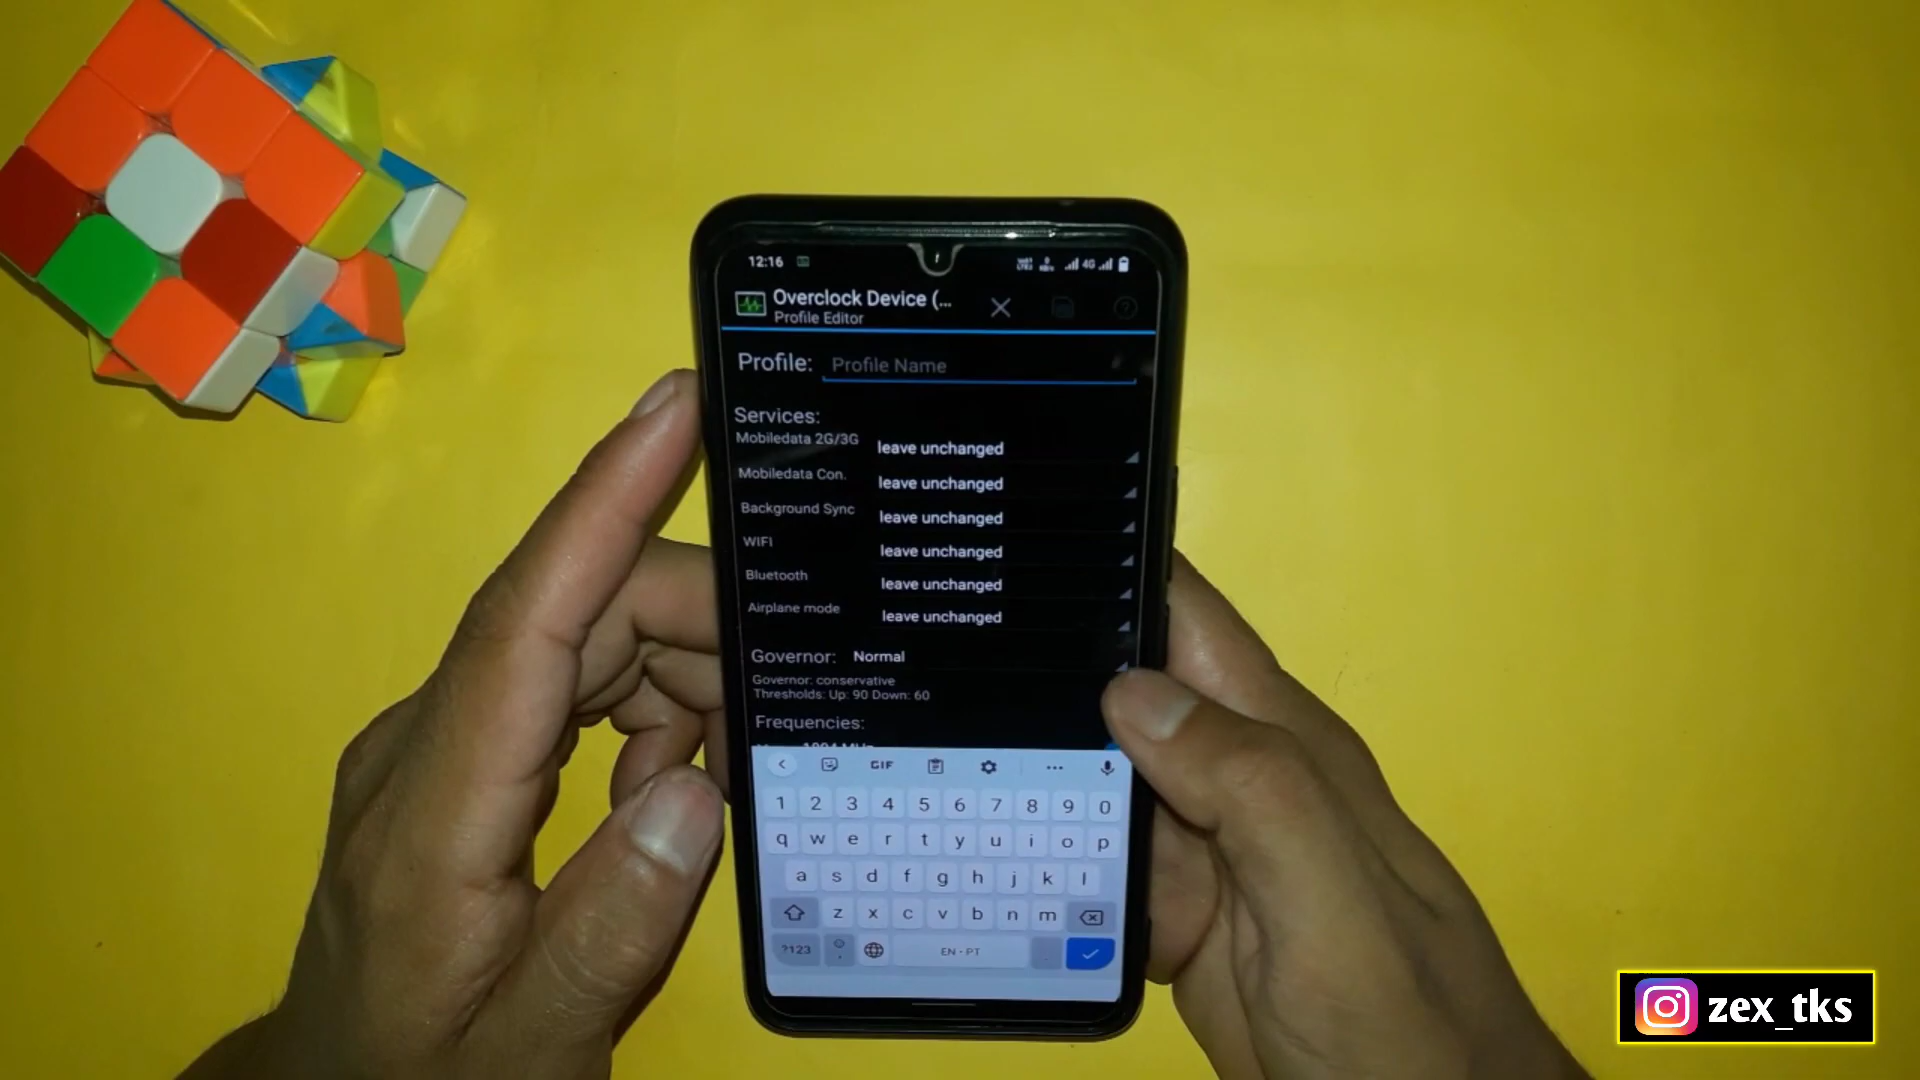 12:16
4G
Overclock Device (...
Profile Editor
Profile: Profile Name
Services:
Mobiledata 2G/3G leave unchanged
Mobiledata Con. leave unchanged
Background Sync leave unchanged
WIFI leave unchanged
Bluetooth leave unchanged
Airplane mode leave unchanged
Governor: Normal
Governor: conservative
Thresholds: Up: 90 Down: 60
Frequencies:
GIF
1 2 3 4 5 6 7 8 9 0
q w e r t y u i o p
a s d f g h j k l
z x c v b n m
?123 , EN • PT .
zex_tks